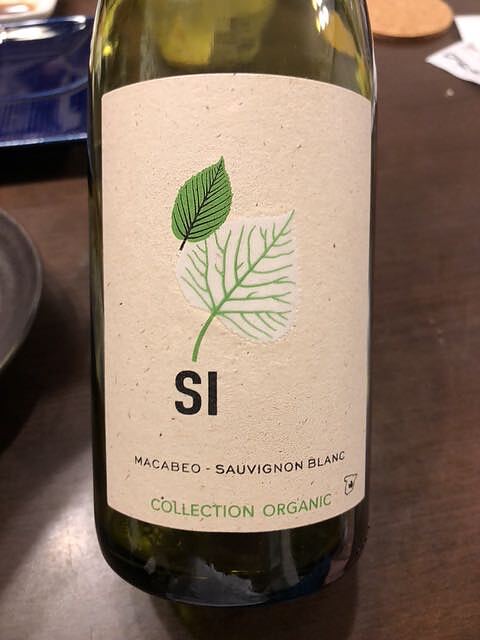 SI
MACABEO - SAUVIGNON BLANC
COLLECTION ORGANIC